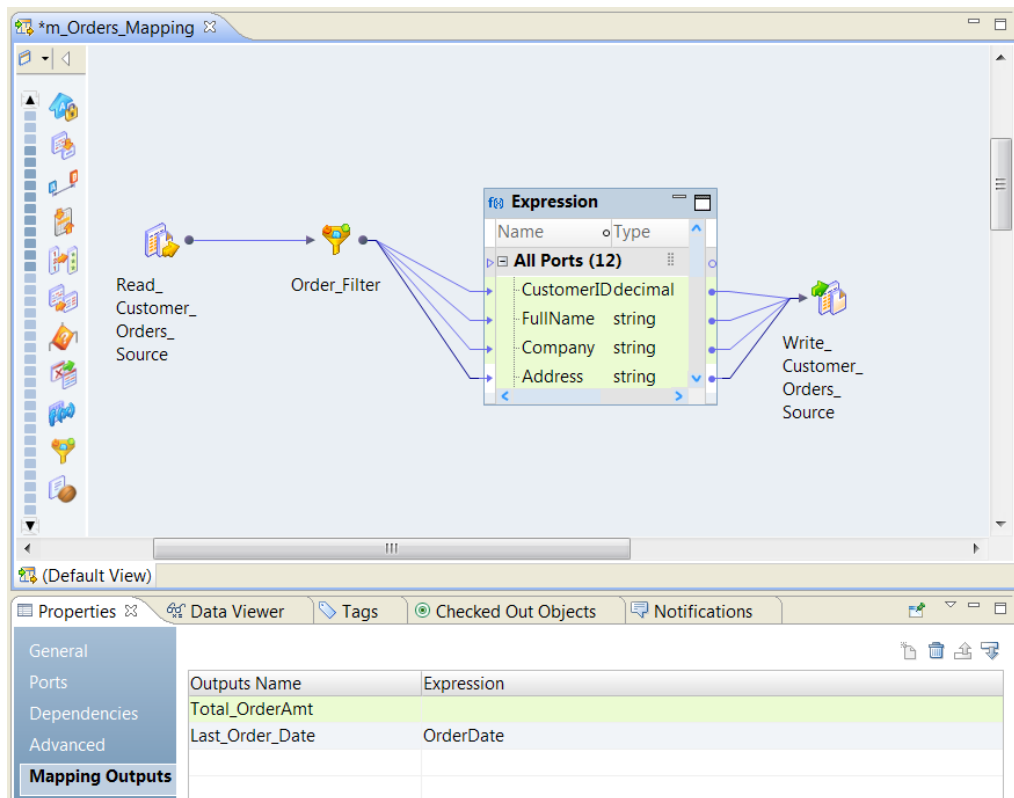 *m_Orders_Mapping
f(x) Expression
Name Type
All Ports (12)
CustomerID decimal
FullName string
Company string
Address string
Read_
Customer_
Orders_
Source
Order_Filter
Write_
Customer_
Orders_
Source
(Default View)
Properties Data Viewer Tags Checked Out Objects Notifications
General
Ports
Dependencies
Advanced
Mapping Outputs
Outputs Name Expression
Total_OrderAmt
Last_Order_Date OrderDate